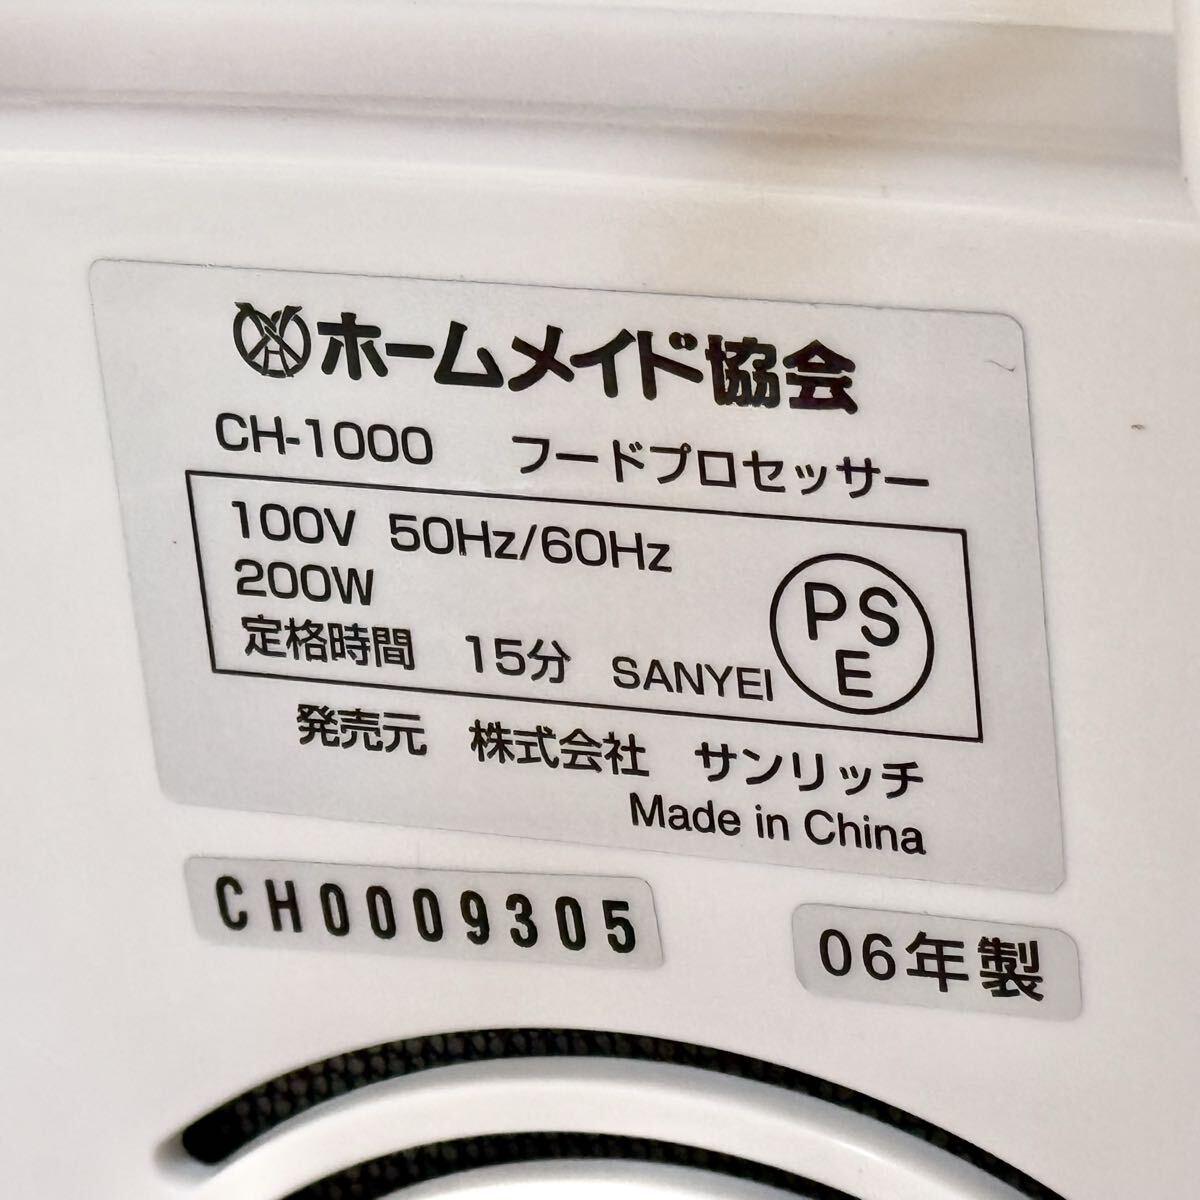 ホームメイド協会
CH-1000 フードプロセッサー
100V 50Hz/60Hz
200W
定格時間 15分 SANYEI
PS
E
発売元 株式会社 サンリッチ
Made in China
CH0009305
06年製